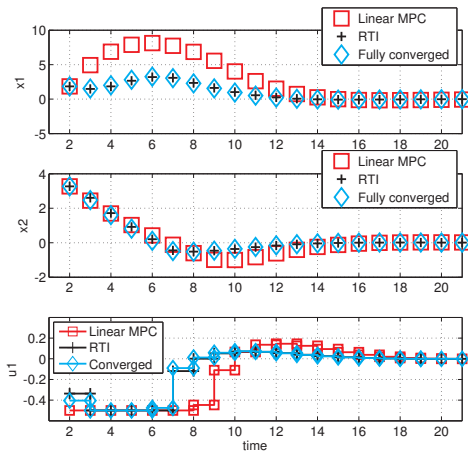 Linear MPC
RTI
Fully converged
10
5
0
-5
x1
2 4 6 8 10 12 14 16 18 20
Linear MPC
RTI
Fully converged
4
2
0
-2
x2
2 4 6 8 10 12 14 16 18 20
Linear MPC
RTI
Converged
0.2
0
-0.2
-0.4
u1
2 4 6 8 10 12 14 16 18 20
time